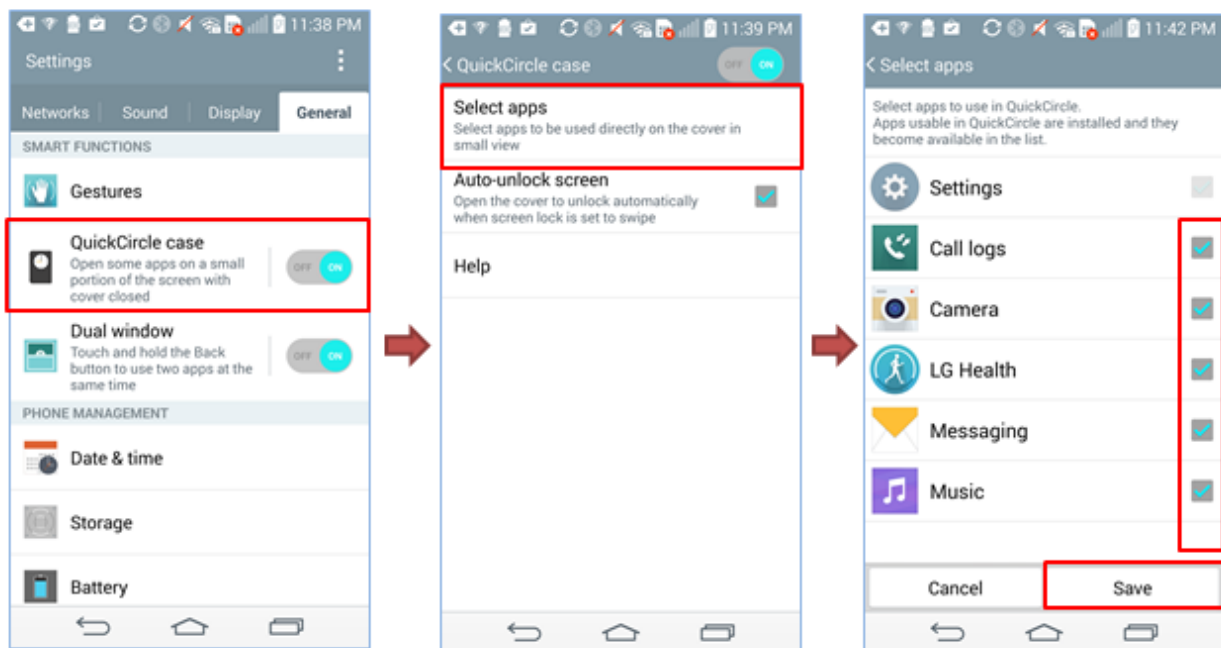 11:38 PM
Settings
Networks Sound Display General
SMART FUNCTIONS
Gestures
QuickCircle case
Open some apps on a small
portion of the screen with
cover closed
OFF ON
Dual window
Touch and hold the Back
button to use two apps at the
same time
OFF ON
PHONE MANAGEMENT
Date & time
Storage
Battery
11:39 PM
< QuickCircle case
OFF ON
Select apps
Select apps to be used directly on the cover in
small view
Auto-unlock screen
Open the cover to unlock automatically
when screen lock is set to swipe
Help
11:42 PM
< Select apps
Select apps to use in QuickCircle.
Apps usable in QuickCircle are installed and they
become available in the list.
Settings
Call logs
Camera
LG Health
Messaging
Music
Cancel Save